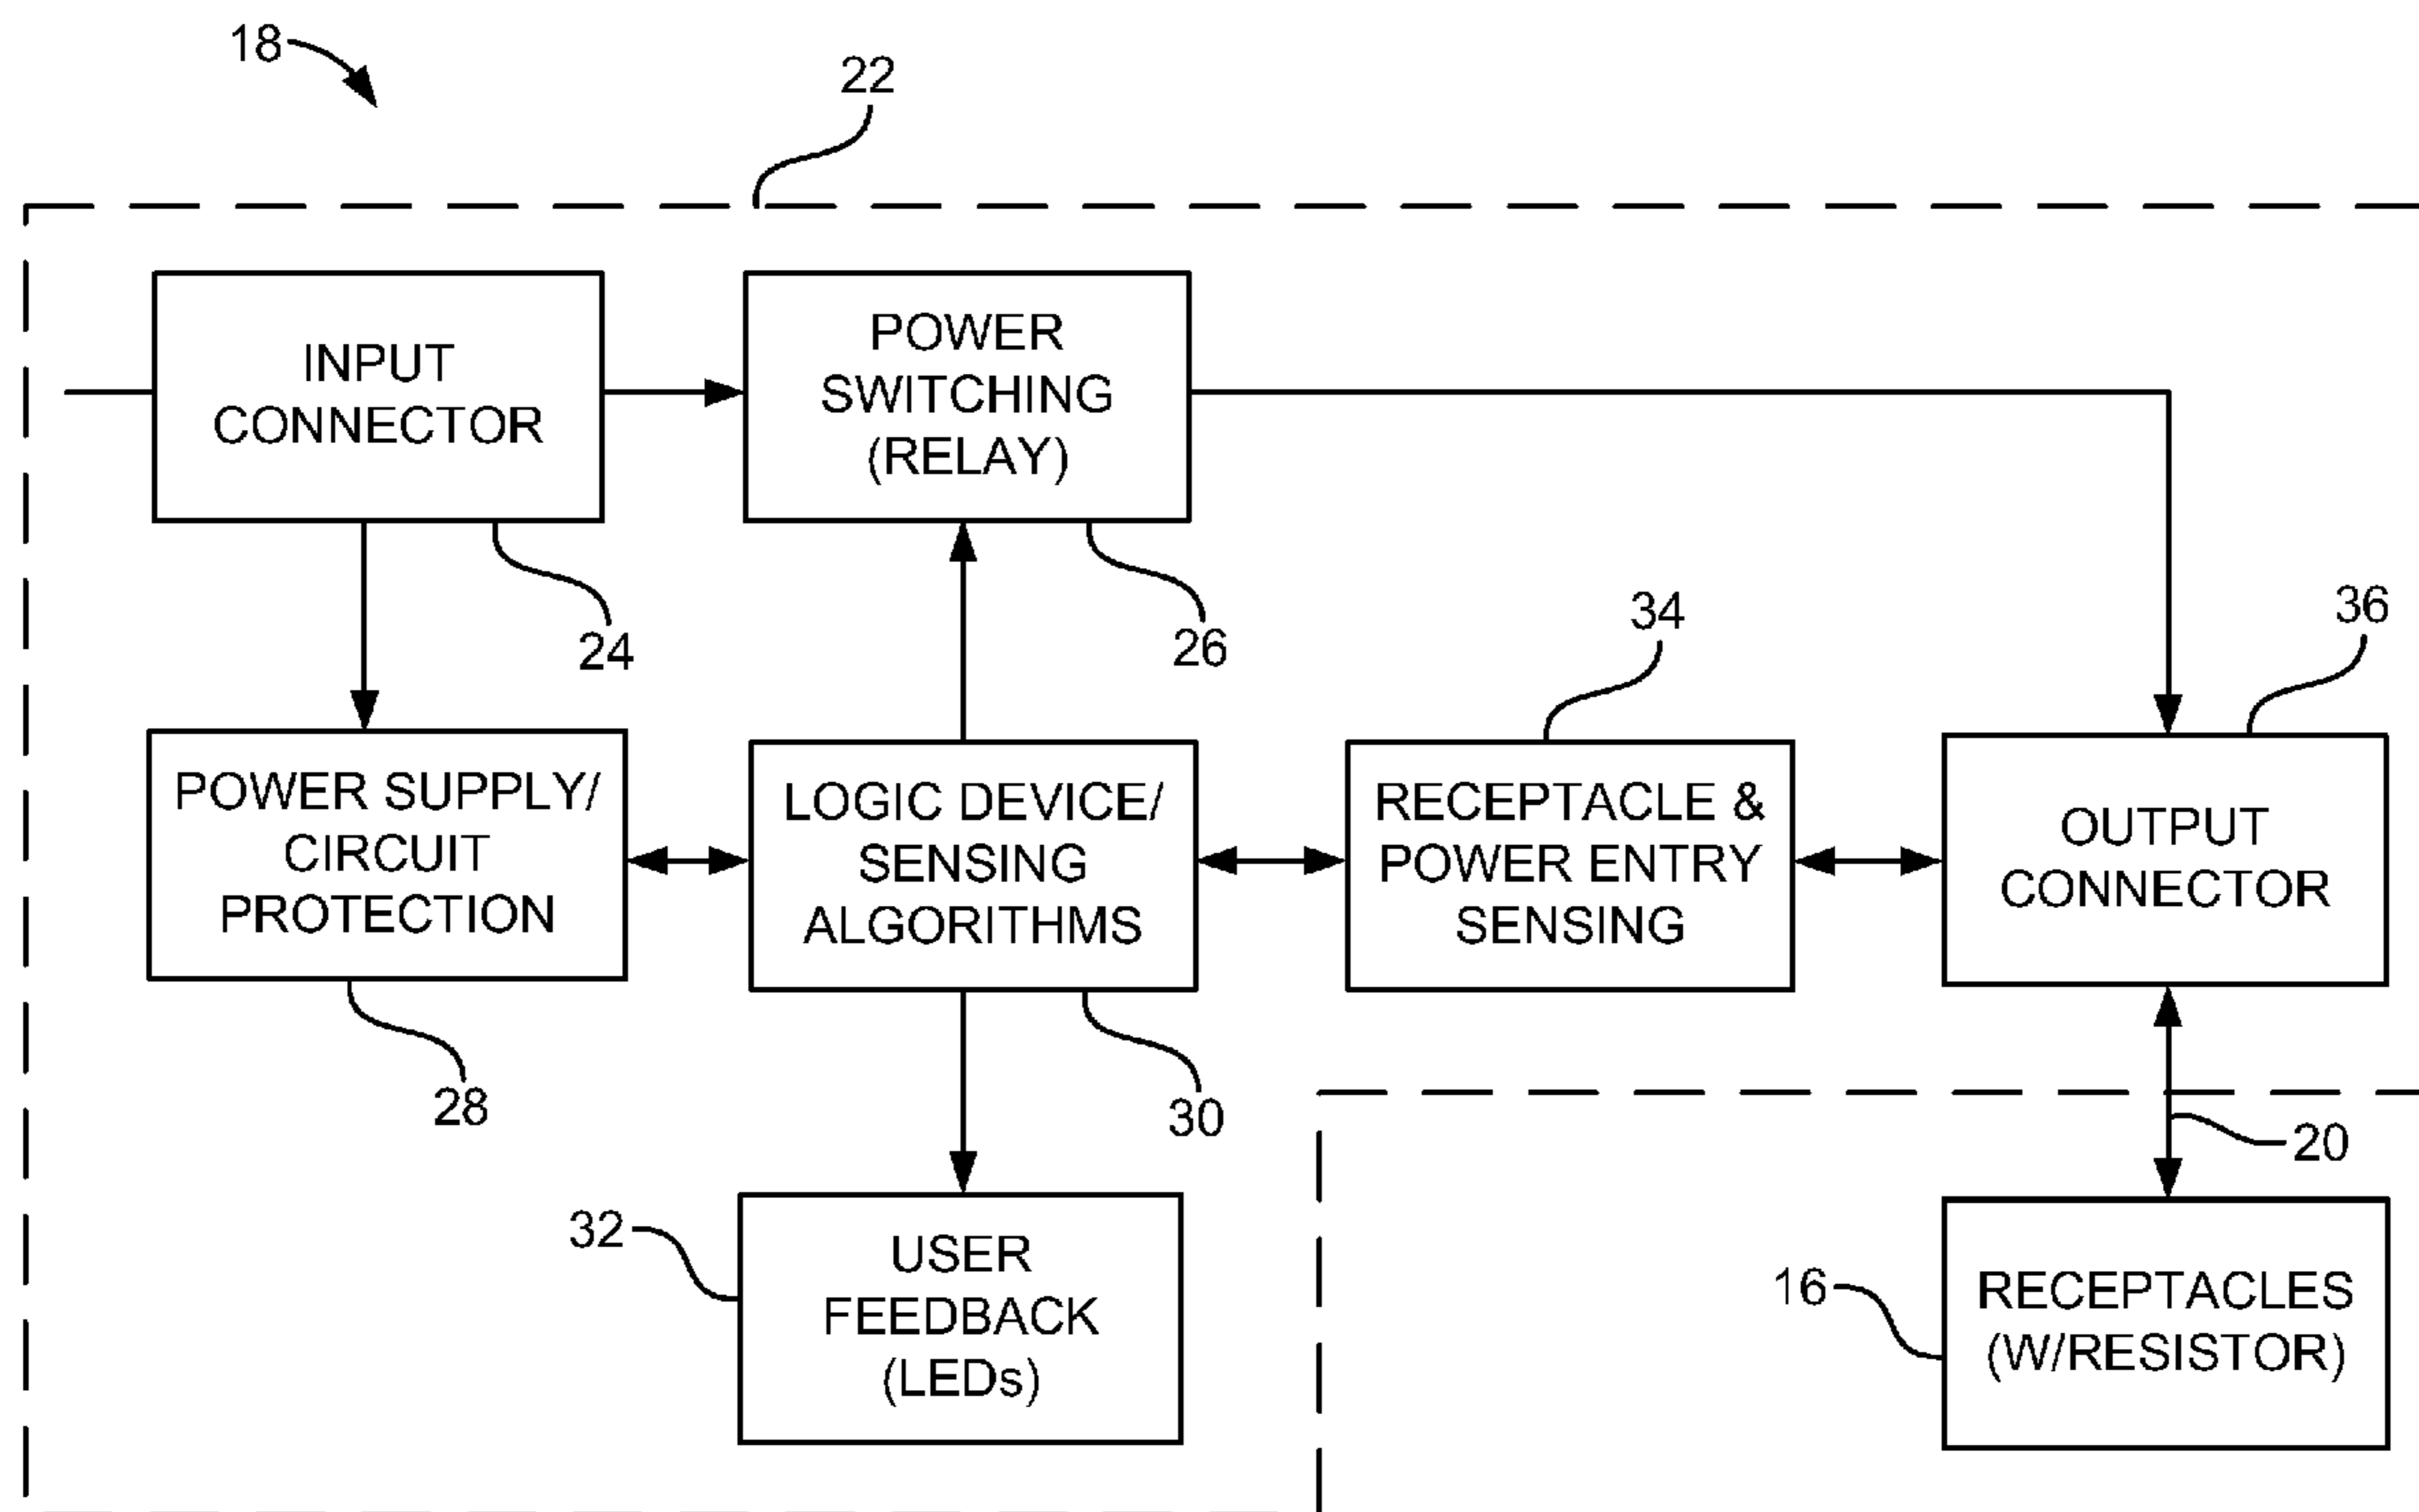 18
22
INPUT
CONNECTOR
POWER
SWITCHING
(RELAY)
24
26
34
36
POWER SUPPLY/
CIRCUIT
PROTECTION
LOGIC DEVICE/
SENSING
ALGORITHMS
RECEPTACLE &
POWER ENTRY
SENSING
OUTPUT
CONNECTOR
28
30
20
32
USER
FEEDBACK
(LEDs)
16
RECEPTACLES
(W/RESISTOR)